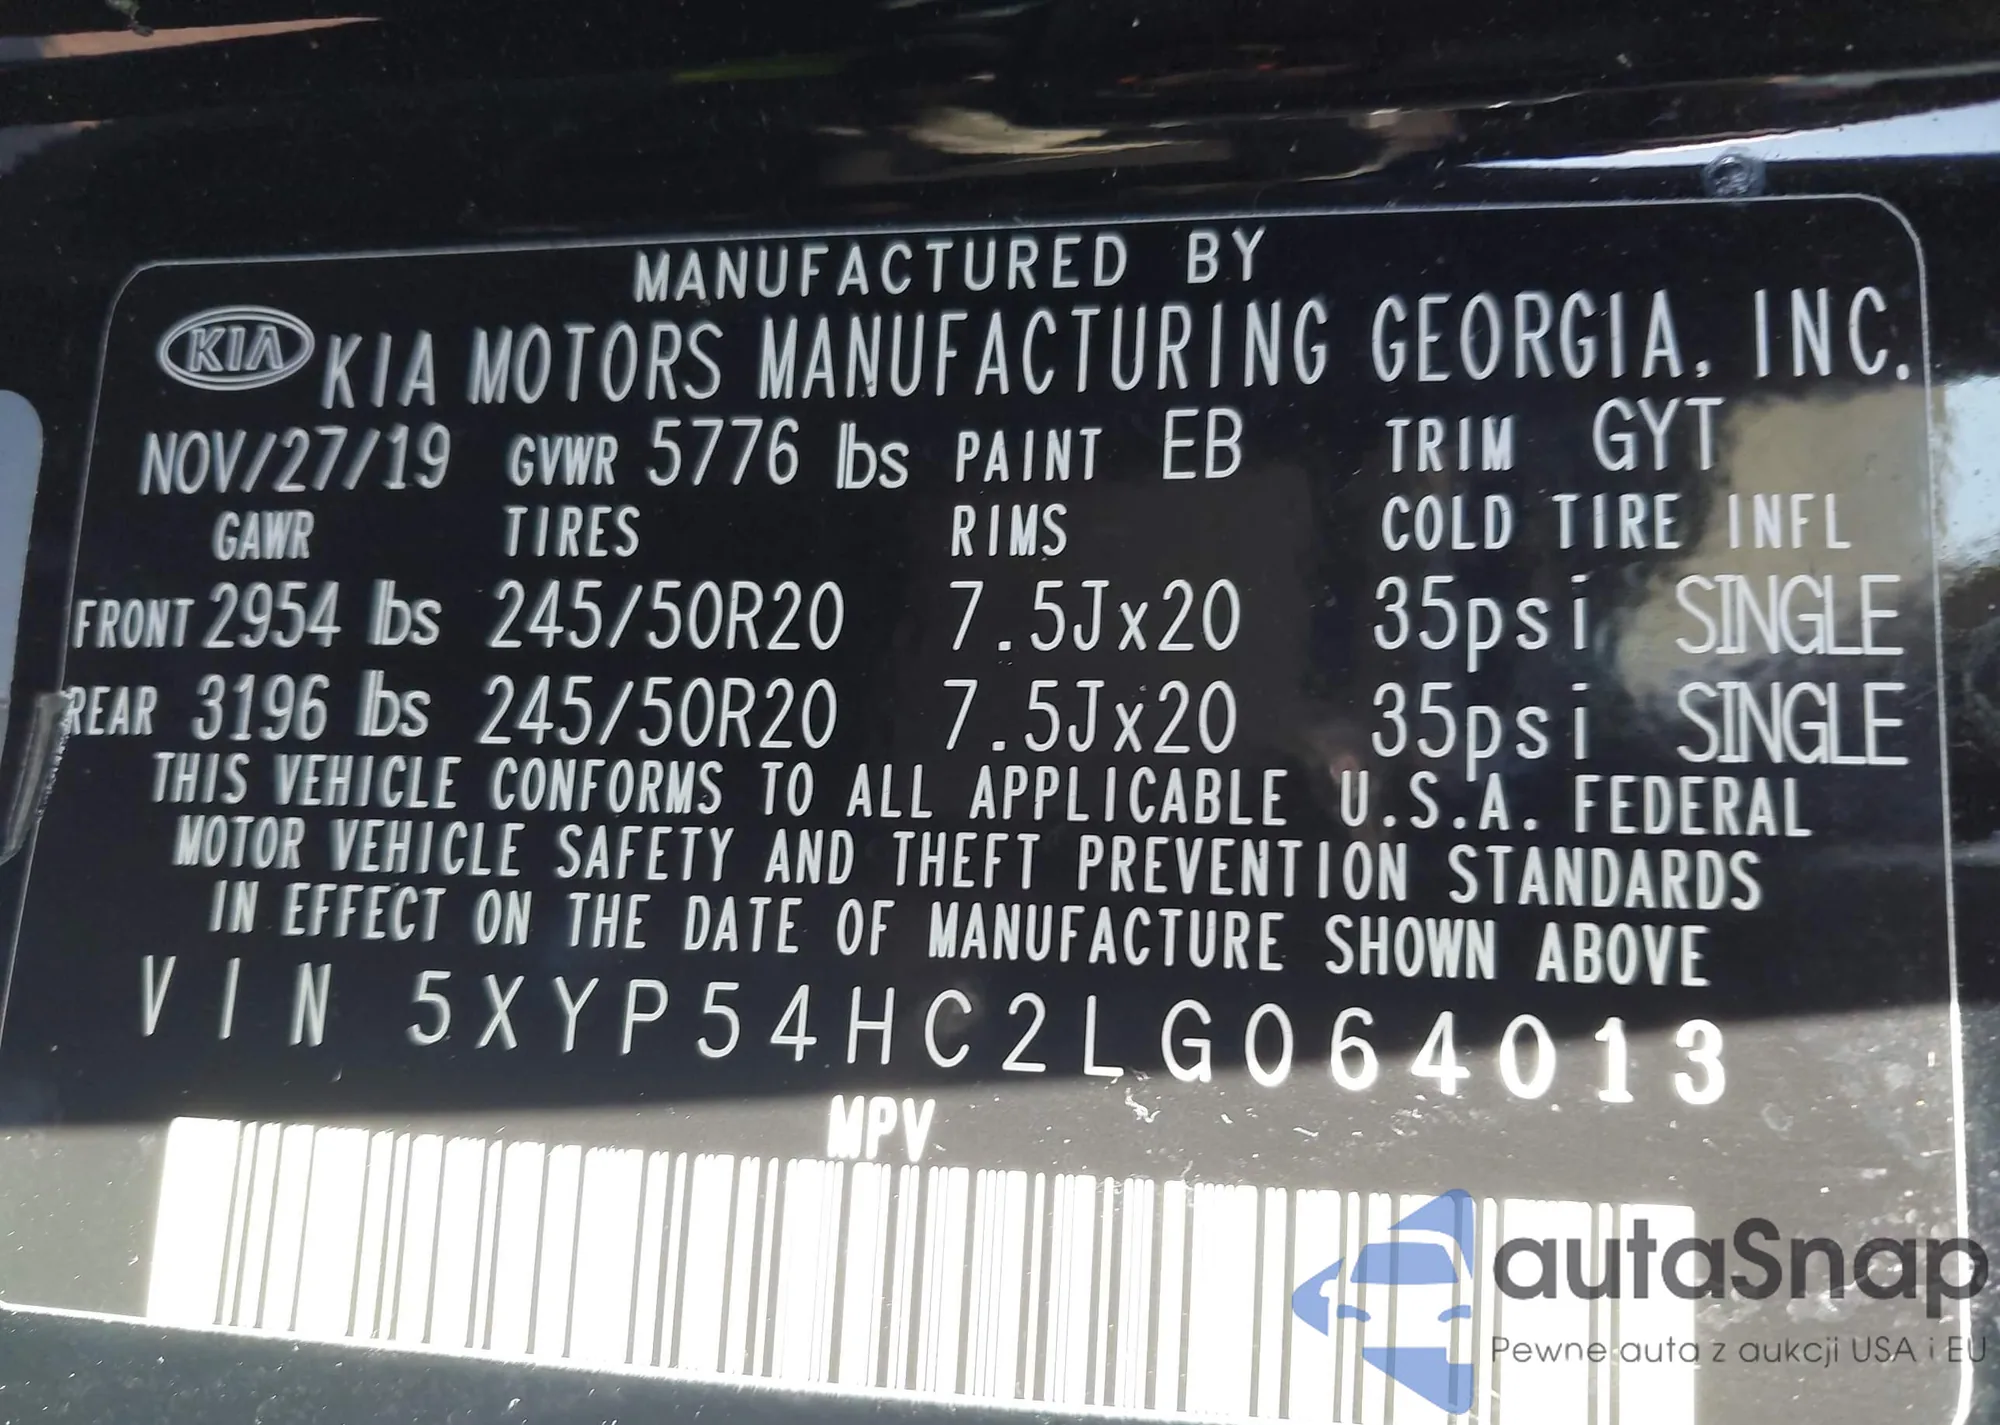 MANUFACTURED BY
KIA KIA MOTORS MANUFACTURING GEORGIA, INC.
NOV/27/19 GVWR 5776 lbs PAINT EB TRIM GYT
GAWR TIRES RIMS COLD TIRE INFL
FRONT 2954 lbs 245/50R20 7.5Jx20 35psi SINGLE
REAR 3196 lbs 245/50R20 7.5Jx20 35psi SINGLE
THIS VEHICLE CONFORMS TO ALL APPLICABLE U.S.A. FEDERAL
MOTOR VEHICLE SAFETY AND THEFT PREVENTION STANDARDS
IN EFFECT ON THE DATE OF MANUFACTURE SHOWN ABOVE
VIN 5XYP54HC2LG064013
MPV
autaSnap
Pewne auta z aukcji USA i EU